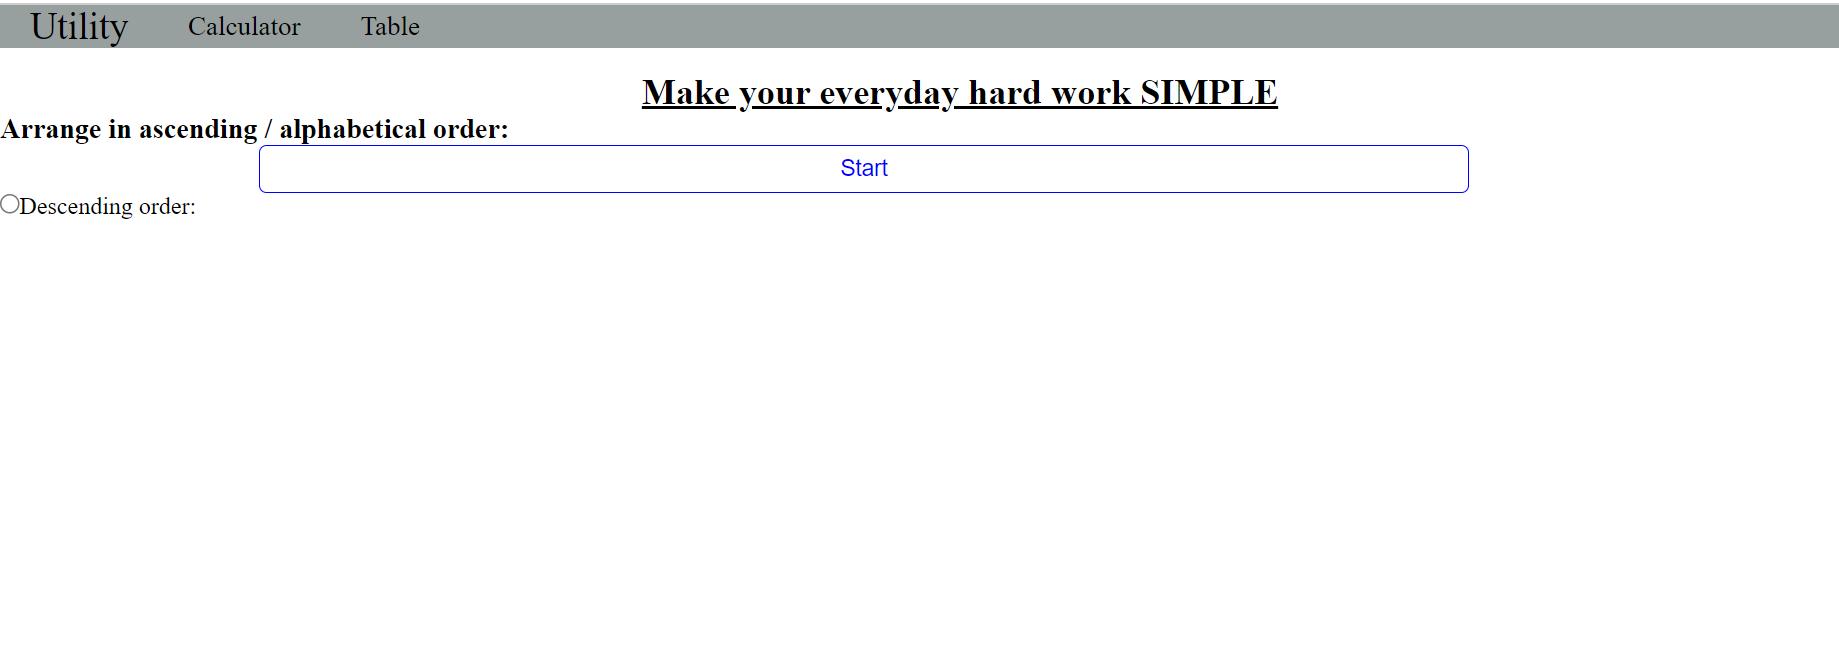 Utility Calculator Table
Make your everyday hard work SIMPLE
Arrange in ascending / alphabetical order:
Start
Descending order: